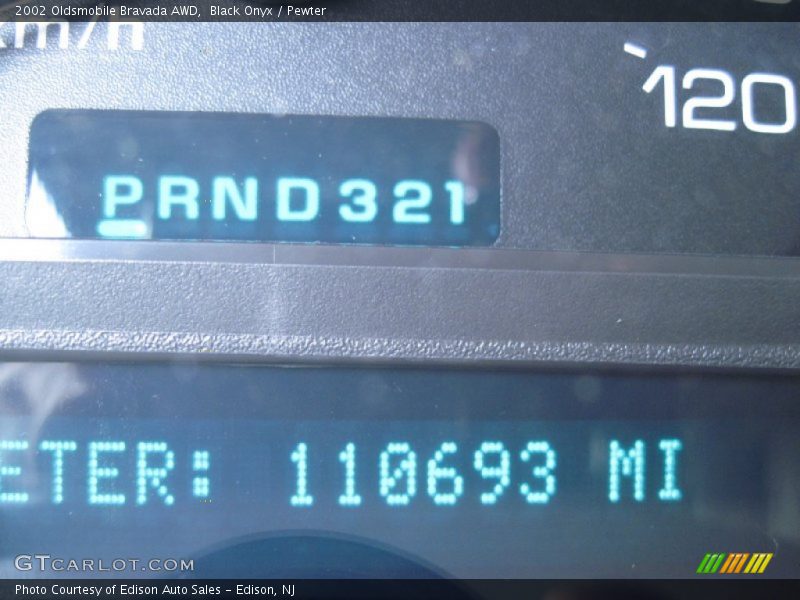 2002 Oldsmobile Bravada AWD,  Black Onyx / Pewter
km/h
120
PRND321
ETER: 110693 MI
GTCARLOT.COM
Photo Courtesy of Edison Auto Sales - Edison, NJ